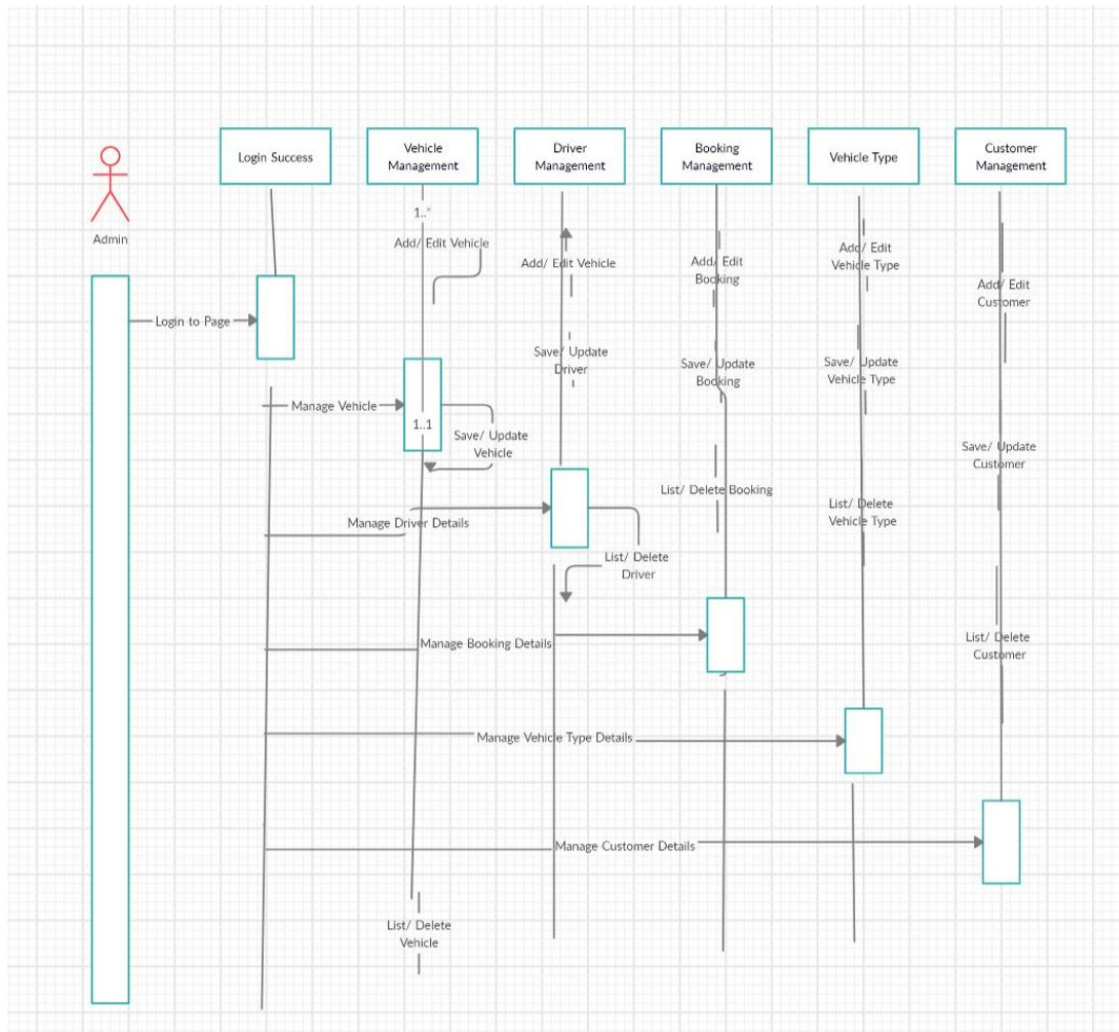 Login Success
Vehicle
Management
Driver
Management
Booking
Management
Vehicle Type
Customer
Management
1..*
Admin
Add/ Edit Vehicle
Add/ Edit Vehicle
Add/ Edit
Booking
Add/ Edit
Vehicle Type
Add/ Edit
Customer
Login to Page
Save/ Update
Driver
Save/ Update
Booking
Save/ Update
Vehicle Type
Manage Vehicle
1..1
Save/ Update
Vehicle
Save/ Update
Customer
List/ Delete Booking
List/ Delete
Vehicle Type
Manage Driver Details
List/ Delete
Driver
Manage Booking Details
List/ Delete
Customer
Manage Vehicle Type Details
Manage Customer Details
List/ Delete
Vehicle